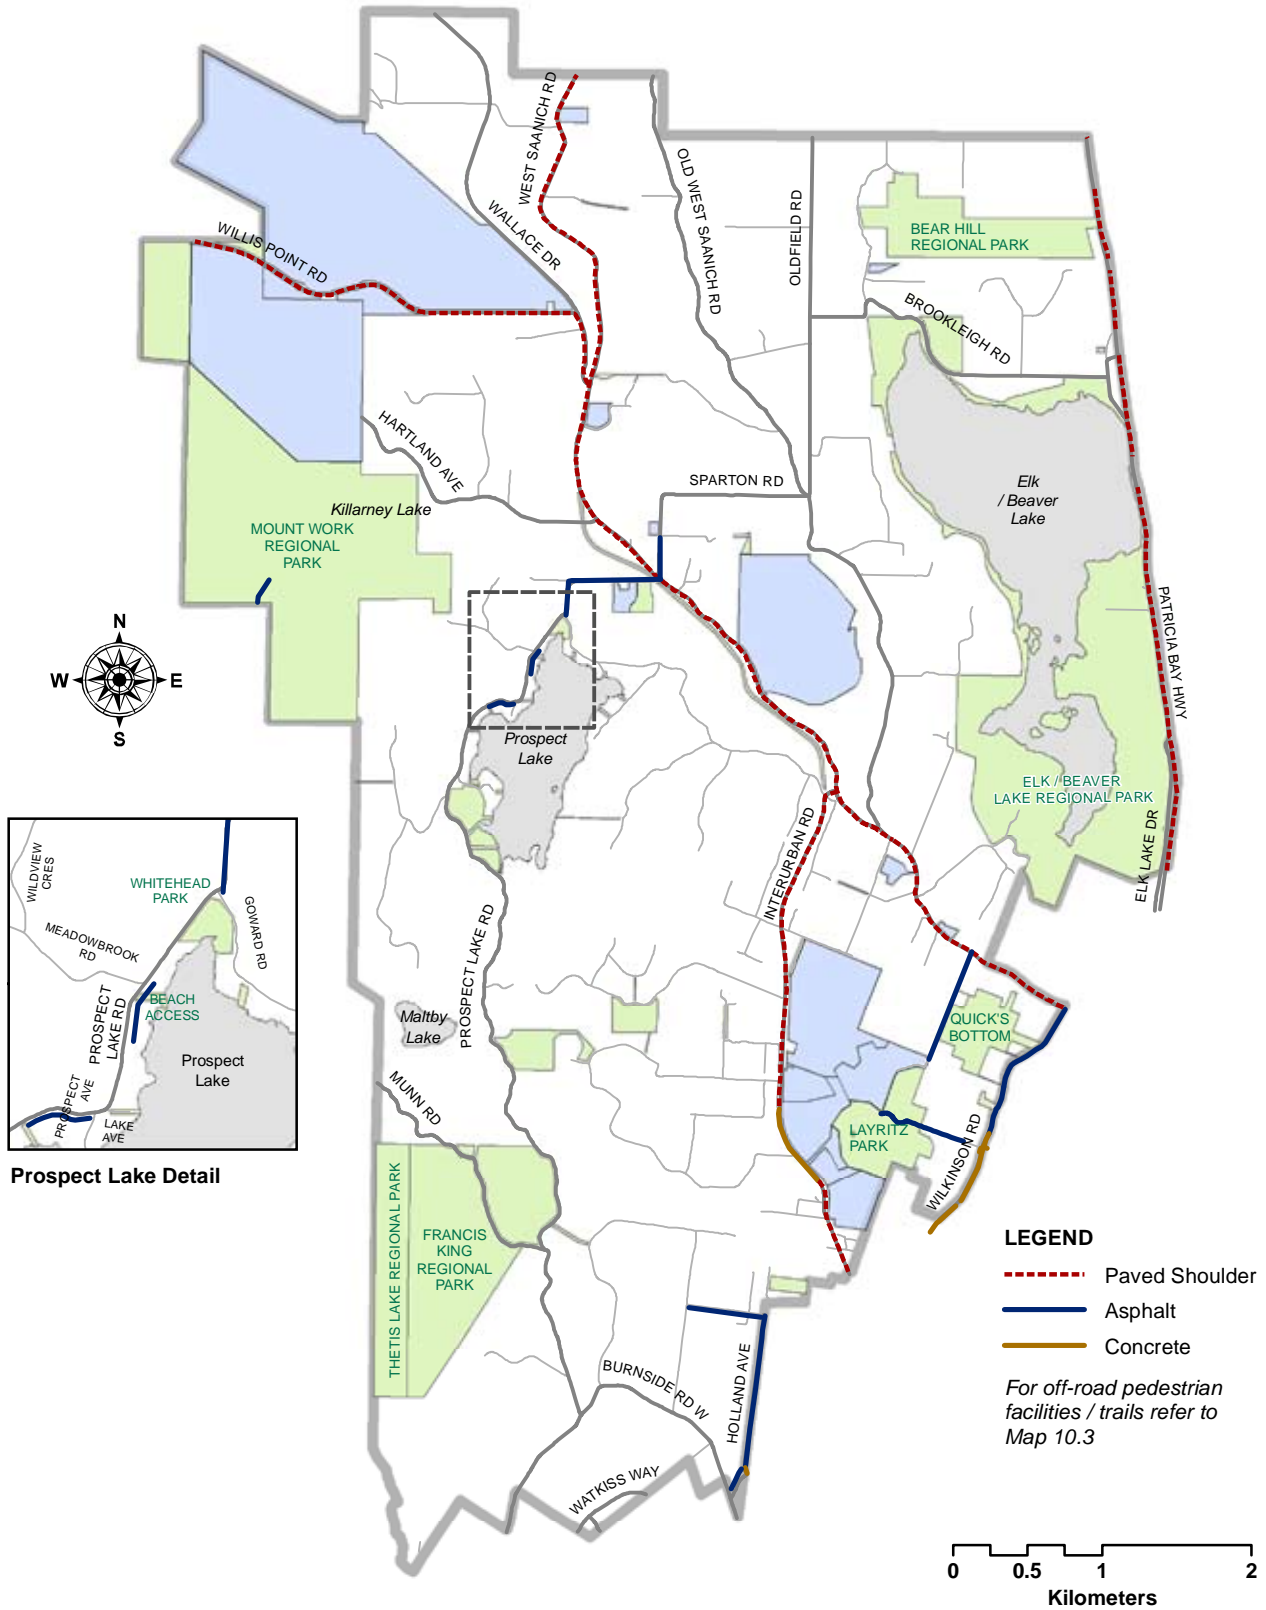 WEST SAANICH RD
OLD WEST SAANICH RD
WALLACE DR
OLDFIELD RD
BEAR HILL
REGIONAL PARK
WILLIS POINT RD
BROOKLEIGH RD
HARTLAND AVE
SPARTON RD
Elk
/ Beaver
Lake
Killarney Lake
MOUNT WORK
REGIONAL
PARK
PATRICIA BAY HWY
N
W
E
S
Prospect
Lake
ELK / BEAVER
LAKE REGIONAL PARK
ELK LAKE DR
INTERURBAN RD
WILDVIEW
CRES
WHITEHEAD
PARK
GOWARD RD
MEADOWBROOK
RD
PROSPECT
LAKE RD
BEACH
ACCESS
Prospect
Lake
PROSPECT
AVE
LAKE
AVE
Prospect Lake Detail
PROSPECT LAKE RD
Maltby
Lake
QUICK'S
BOTTOM
MUNN RD
LAYRITZ
PARK
WILKINSON RD
THETIS LAKE REGIONAL PARK
FRANCIS
KING
REGIONAL
PARK
BURNSIDE RD W
HOLLAND AVE
WATKISS WAY
LEGEND
Paved Shoulder
Asphalt
Concrete
For off-road pedestrian
facilities / trails refer to
Map 10.3
0 0.5 1 2
Kilometers